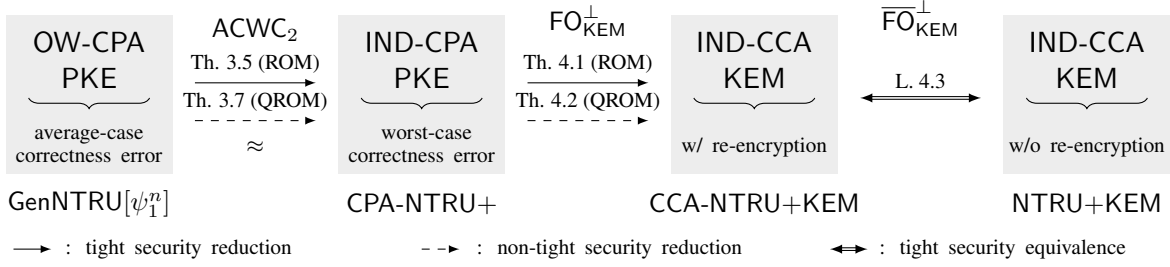 ACWC₂ FO⊥KEM F̅O̅⊥KEM
OW-CPA IND-CPA IND-CCA IND-CCA
PKE PKE KEM KEM
Th. 3.5 (ROM) Th. 4.1 (ROM) L. 4.3
Th. 3.7 (QROM) Th. 4.2 (QROM)
average-case worst-case
correctness error ≈ correctness error w/ re-encryption w/o re-encryption
GenNTRU[ψ₁ⁿ] CPA-NTRU+ CCA-NTRU+KEM NTRU+KEM
: tight security reduction : non-tight security reduction : tight security equivalence